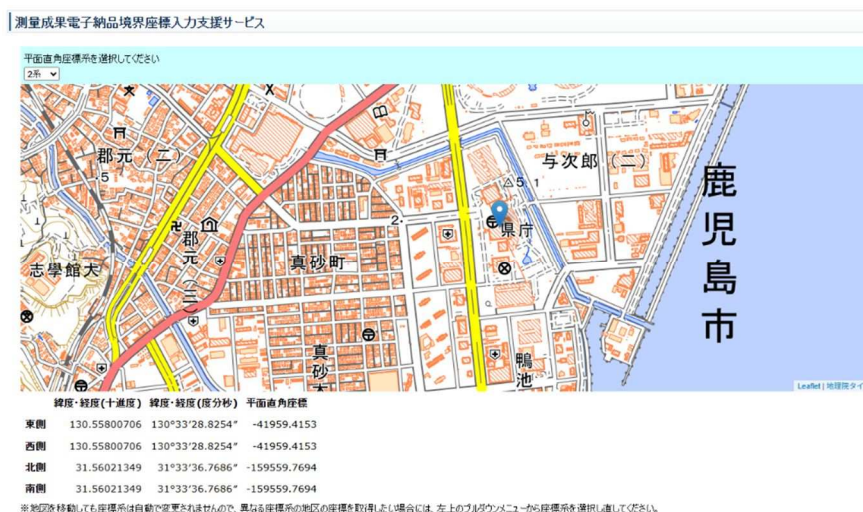 測量成果電子納品境界座標入力支援サービス
平面直角座標系を選択してください
2系
郡元(二)
5
与次郎(二)
鹿児島市
△5 1
2
県庁
郡元(三)
志學館大
真砂町
真砂本
鴨池
Leaflet | 地理院タイ
緯度・経度(十進度) 緯度・経度(度分秒) 平面直角座標
東側 130.55800706 130°33'28.8254" -41959.4153
西側 130.55800706 130°33'28.8254" -41959.4153
北側 31.56021349 31°33'36.7686" -159559.7694
南側 31.56021349 31°33'36.7686" -159559.7694
※地図を移動しても座標系は自動で変更されませんので、異なる座標系の地区の座標を取得したい場合には、左上のプルダウンメニューから座標系を選択し直してください。